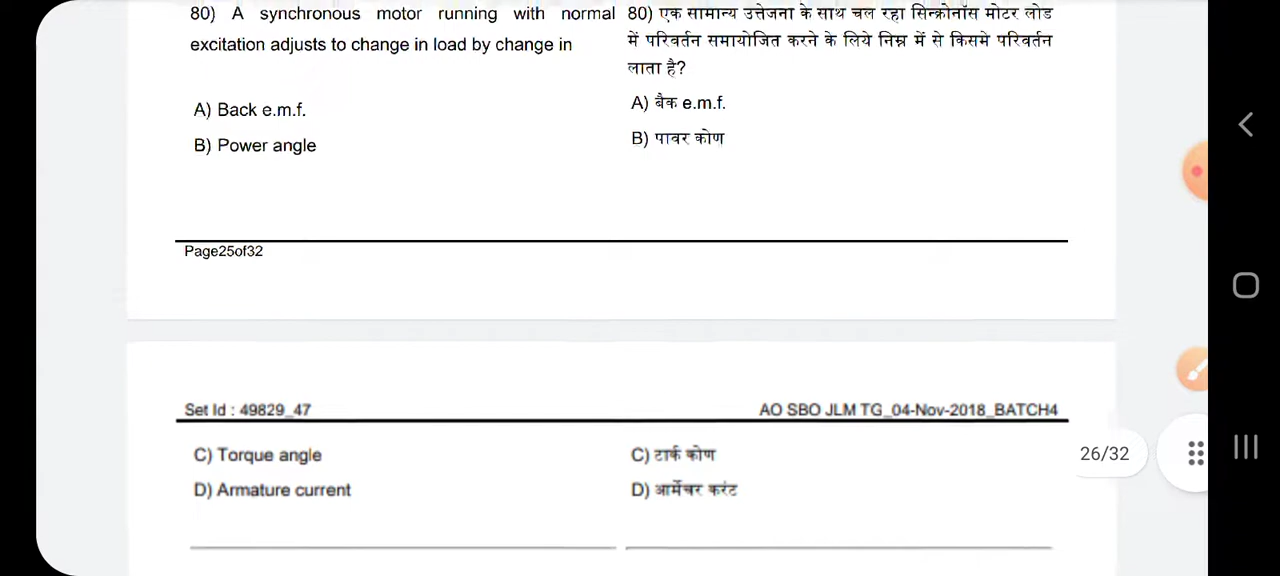 80) A synchronous motor running with normal
excitation adjusts to change in load by change in
A) Back e.m.f.
B) Power angle
80) एक सामान्य उत्तेजना के साथ चल रहा सिन्क्रोनॉस मोटर लोड
में परिवर्तन समायोजित करने के लिये निम्न में से किसमे परिवर्तन
लाता है?
A) बैक e.m.f.
B) पावर कोण
Page25of32
Set Id : 49829_47
AO SBO JLM TG_04-Nov-2018_BATCH4
C) Torque angle
D) Armature current
C) टार्क कोण
D) आर्मेचर करंट
26/32